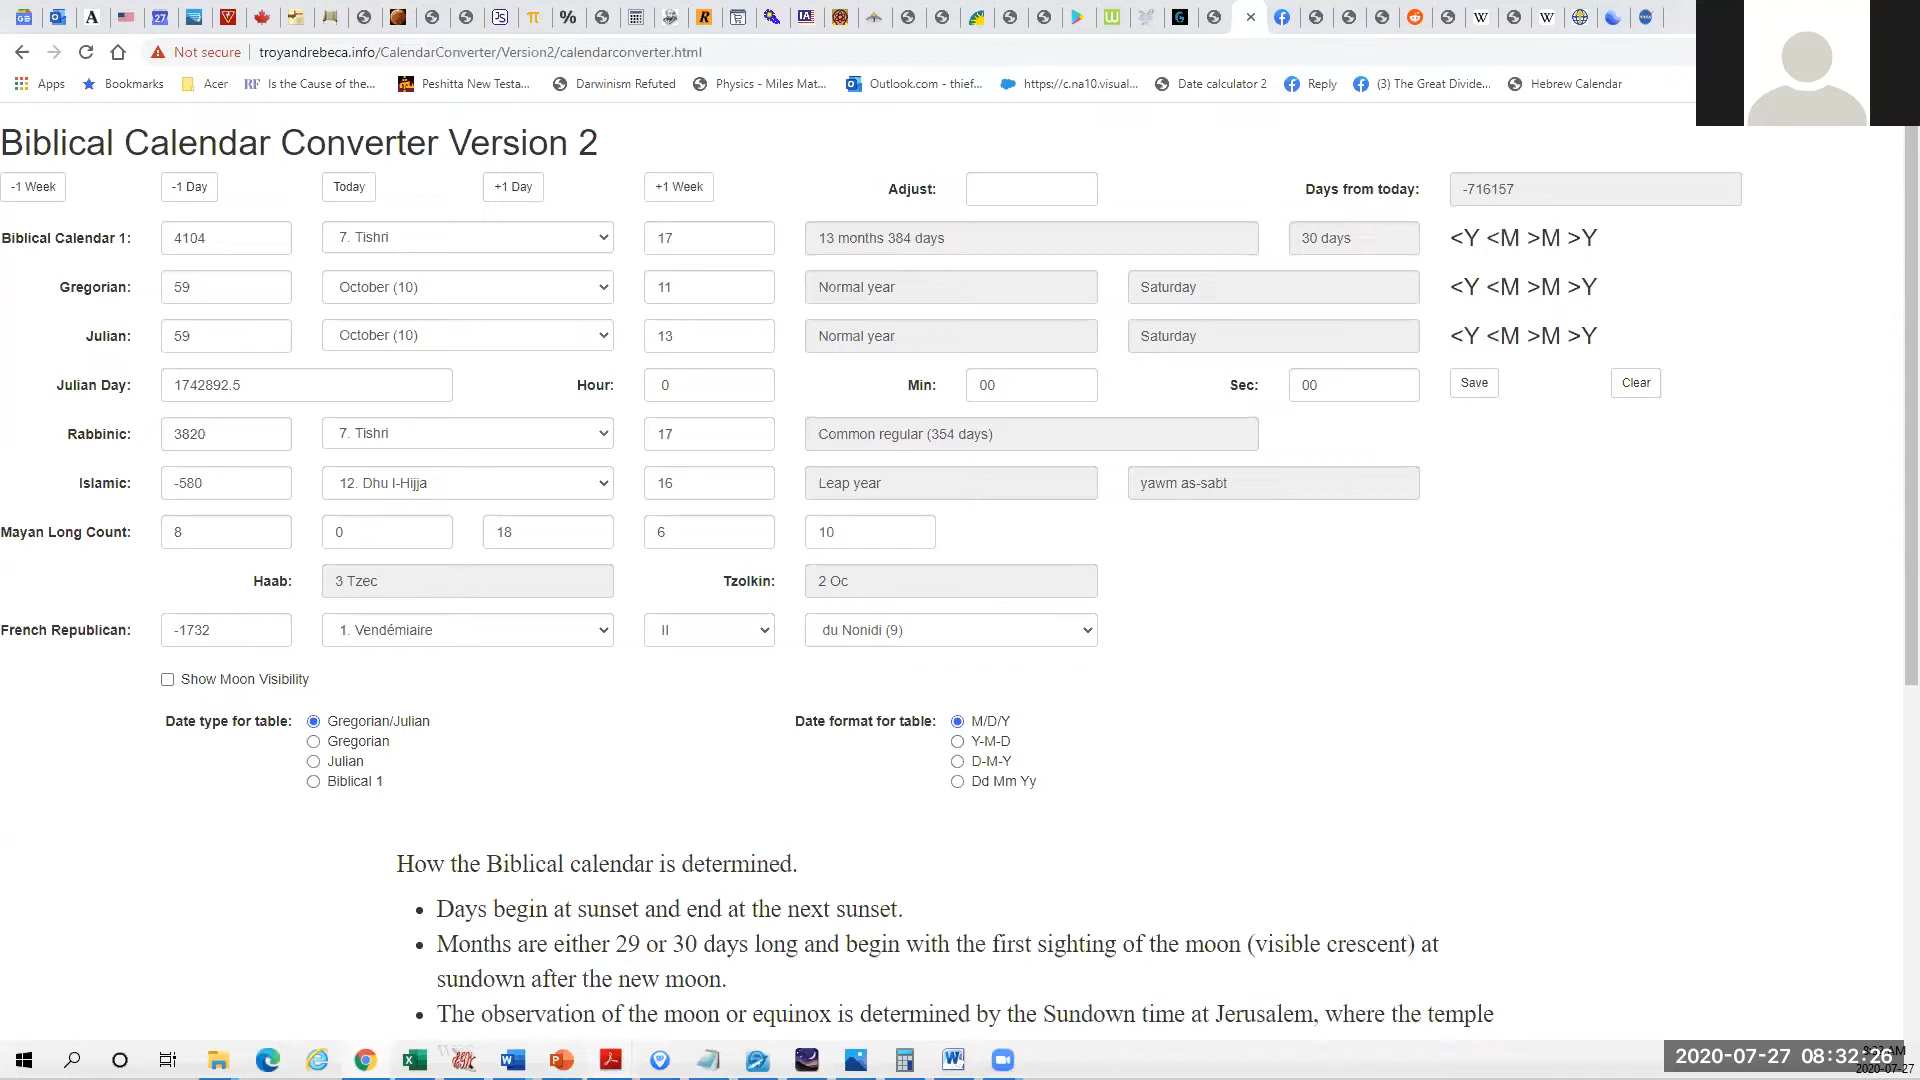 Not secure troyandrebeca.info/CalendarConverter/Version2/calendarconverter.html
Apps Bookmarks Acer RF Is the Cause of the... Peshitta New Testa... Darwinism Refuted Physics - Miles Mat... Outlook.com - thief... https://c.na10.visual... Date calculator 2 Reply (3) The Great Divide... Hebrew Calendar
Biblical Calendar Converter Version 2
-1 Week -1 Day Today +1 Day +1 Week Adjust: Days from today: -716157
Biblical Calendar 1: 4104 7. Tishri 17 13 months 384 days 30 days <Y <M >M >Y
Gregorian: 59 October (10) 11 Normal year Saturday <Y <M >M >Y
Julian: 59 October (10) 13 Normal year Saturday <Y <M >M >Y
Julian Day: 1742892.5 Hour: 0 Min: 00 Sec: 00 Save Clear
Rabbinic: 3820 7. Tishri 17 Common regular (354 days)
Islamic: -580 12. Dhu l-Hijja 16 Leap year yawm as-sabt
Mayan Long Count: 8 0 18 6 10
Haab: 3 Tzec Tzolkin: 2 Oc
French Republican: -1732 1. Vendémiaire II du Nonidi (9)
Show Moon Visibility
Date type for table: Gregorian/Julian Date format for table: M/D/Y
Gregorian Y-M-D
Julian D-M-Y
Biblical 1 Dd Mm Yy
How the Biblical calendar is determined.
• Days begin at sunset and end at the next sunset.
• Months are either 29 or 30 days long and begin with the first sighting of the moon (visible crescent) at
sundown after the new moon.
• The observation of the moon or equinox is determined by the Sundown time at Jerusalem, where the temple
2020-07-27 08:32:26
2020-07-27